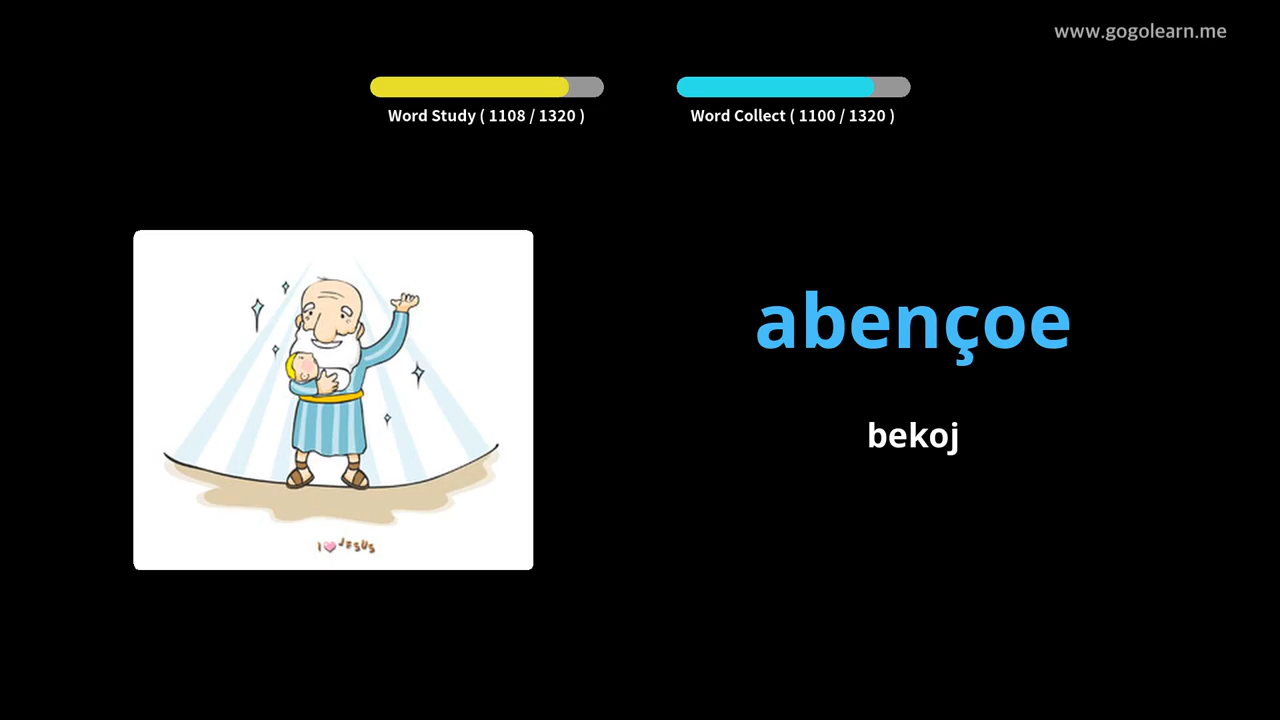 www.gogolearn.me
Word Study ( 1108 / 1320 )
Word Collect ( 1100 / 1320 )
abençoe
bekoj
I JESUS